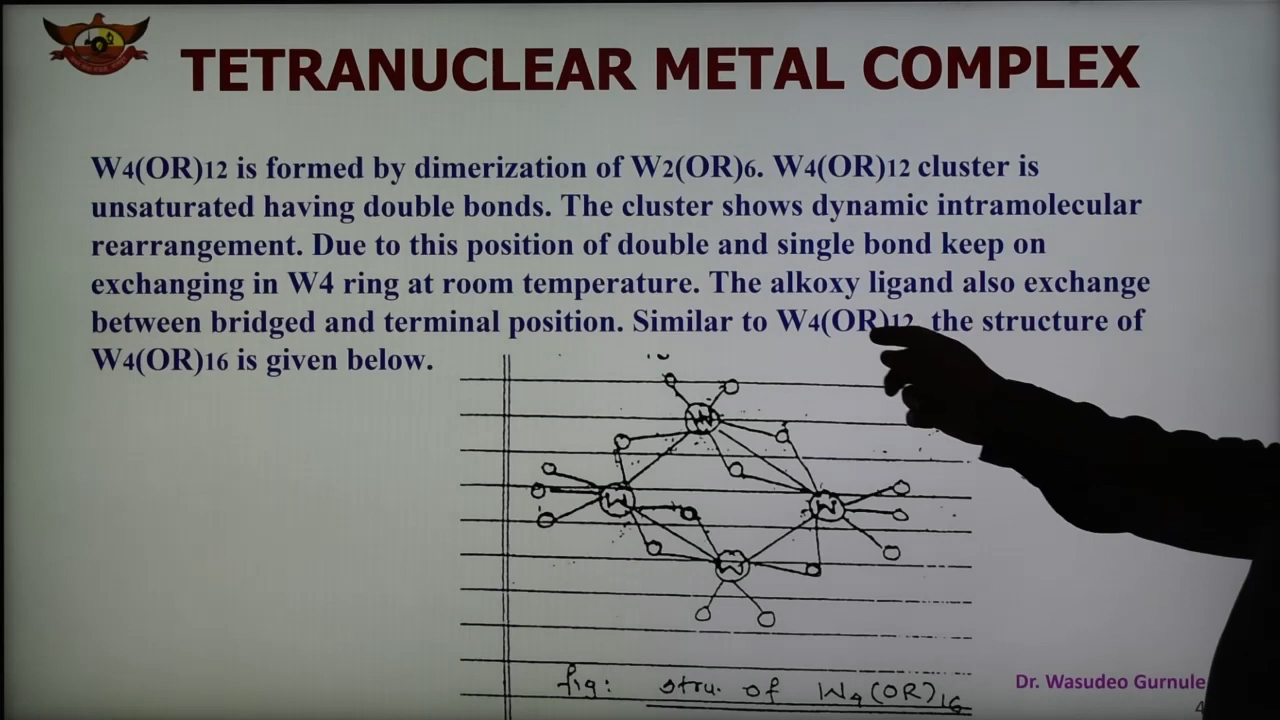 TETRANUCLEAR METAL COMPLEX
W4(OR)12 is formed by dimerization of W2(OR)6. W4(OR)12 cluster is
unsaturated having double bonds. The cluster shows dynamic intramolecular
rearrangement. Due to this position of double and single bond keep on
exchanging in W4 ring at room temperature. The alkoxy ligand also exchange
between bridged and terminal position. Similar to W4(OR)12, the structure of
W4(OR)16 is given below.
W
W
W
W
fig: stru. of W4(OR)16
Dr. Wasudeo Gurnule
4